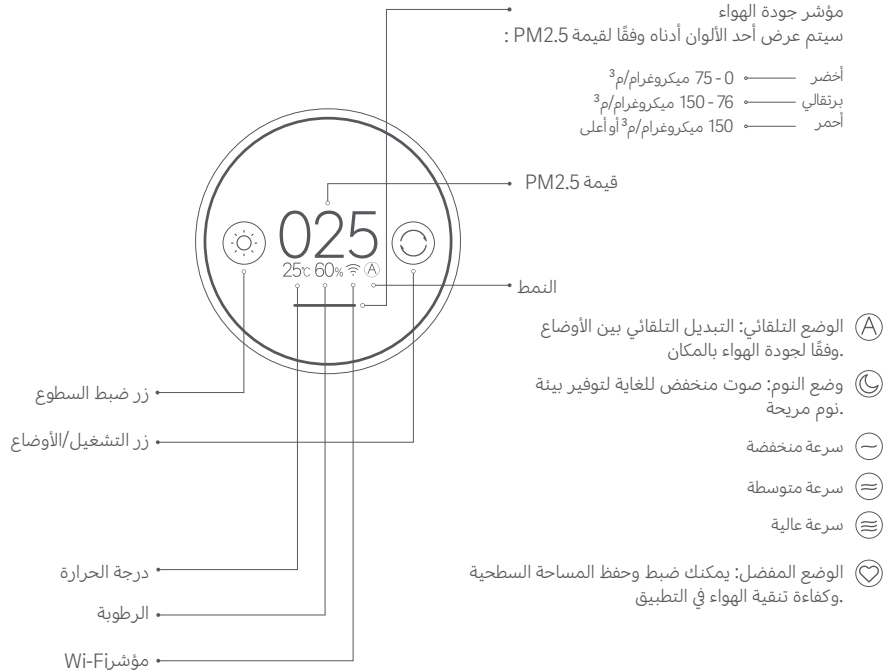 مؤشر جودة الهواء
سيتم عرض أحد الألوان أدناه وفقًا لقيمة PM2.5 :
أخضر 0 - 75 ميكروغرام/م³
برتقالي 76 - 150 ميكروغرام/م³
أحمر 150 ميكروغرام/م³ أو أعلى
قيمة PM2.5
025
25℃ 60% A
النمط
A الوضع التلقائي: التبديل التلقائي بين الأوضاع
وفقًا لجودة الهواء بالمكان.
وضع النوم: صوت منخفض للغاية لتوفير بيئة
نوم مريحة.
سرعة منخفضة
سرعة متوسطة
سرعة عالية
الوضع المفضل: يمكنك ضبط وحفظ المساحة السطحية
وكفاءة تنقية الهواء في التطبيق.
زر ضبط السطوع
زر التشغيل/الأوضاع
درجة الحرارة
الرطوبة
مؤشرWi-Fi